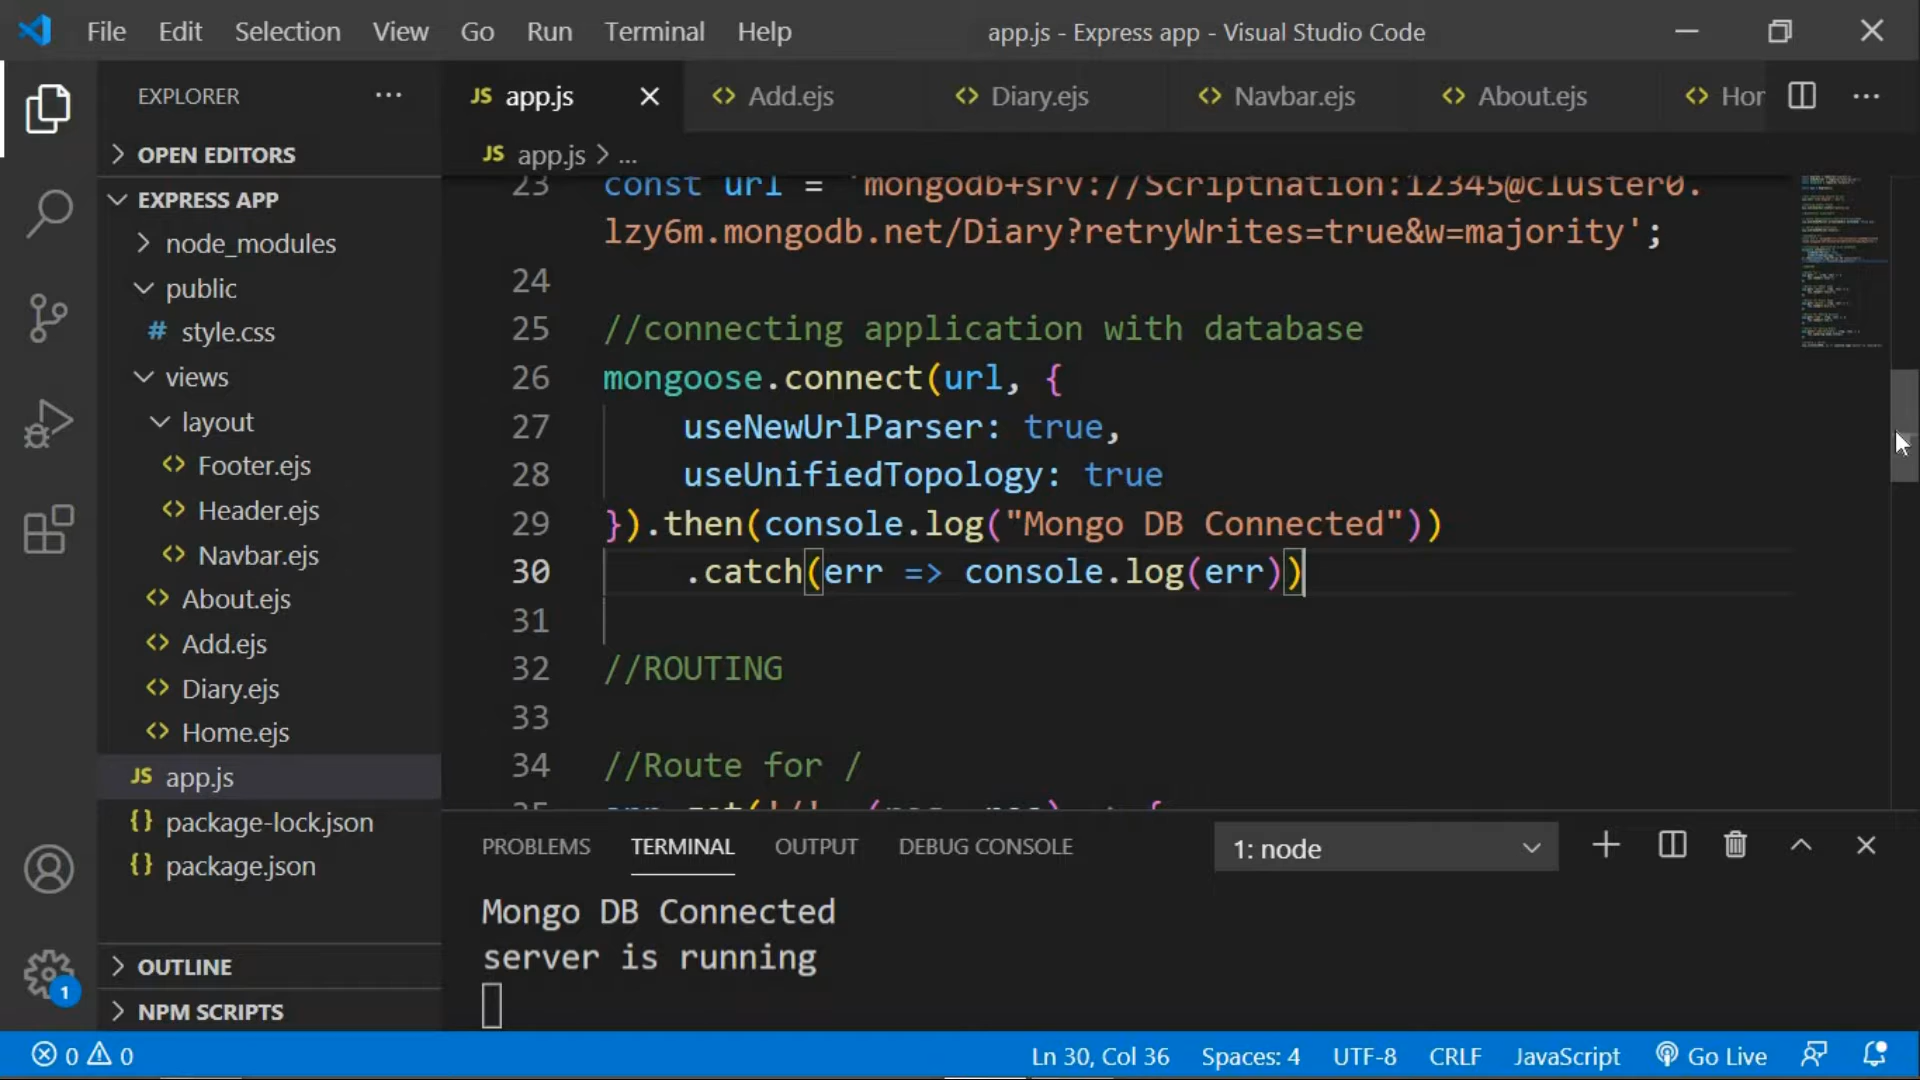 File Edit Selection View Go Run Terminal Help app.js - Express app - Visual Studio Code
EXPLORER ···
JS app.js Add.ejs Diary.ejs Navbar.ejs About.ejs Hor ···
OPEN EDITORS
JS app.js > ...
EXPRESS APP
node_modules
public
# style.css
views
layout
Footer.ejs
Header.ejs
Navbar.ejs
About.ejs
Add.ejs
Diary.ejs
Home.ejs
JS app.js
{} package-lock.json
{} package.json
OUTLINE
NPM SCRIPTS
23 const url = 'mongodb+srv://Scriptnation:12345@cluster0.
lzy6m.mongodb.net/Diary?retryWrites=true&w=majority';
24
25 //connecting application with database
26 mongoose.connect(url, {
27 useNewUrlParser: true,
28 useUnifiedTopology: true
29 }).then(console.log("Mongo DB Connected"))
30 .catch(err => console.log(err))
31
32 //ROUTING
33
34 //Route for /
35 app.get('/', (req, res) => {
PROBLEMS TERMINAL OUTPUT DEBUG CONSOLE 1: node
Mongo DB Connected
server is running
1
0 0 Ln 30, Col 36 Spaces: 4 UTF-8 CRLF JavaScript Go Live